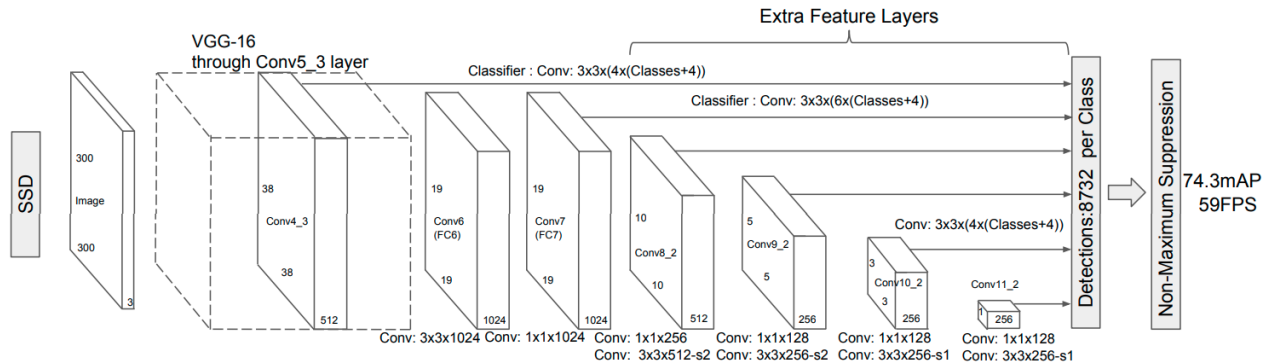 Extra Feature Layers
VGG-16
through Conv5_3 layer
Classifier : Conv: 3x3x(4x(Classes+4))
Classifier : Conv: 3x3x(6x(Classes+4))
SSD
300
Image
300
3
38
Conv4_3
38
512
19
Conv6
(FC6)
19
1024
19
Conv7
(FC7)
19
1024
10
Conv8_2
10
512
5
Conv9_2
5
256
Conv: 3x3x(4x(Classes+4))
3
Conv10_2
3
256
Conv11_2
1
256
Detections:8732 per Class
Non-Maximum Suppression
74.3mAP
59FPS
Conv: 3x3x1024
Conv: 1x1x1024
Conv: 1x1x256
Conv: 3x3x512-s2
Conv: 1x1x128
Conv: 3x3x256-s2
Conv: 1x1x128
Conv: 3x3x256-s1
Conv: 1x1x128
Conv: 3x3x256-s1